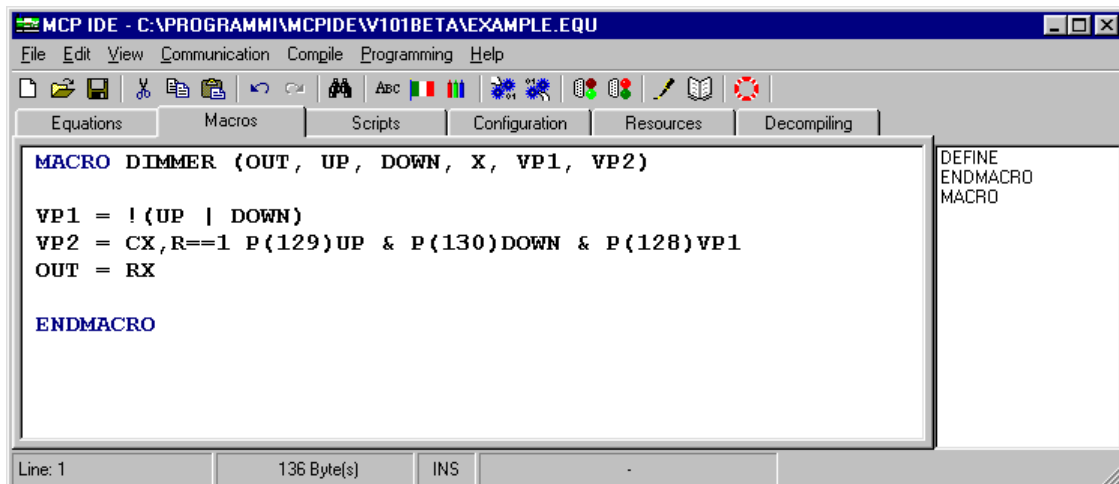 MCP IDE - C:\PROGRAMMI\MCPIDE\V101BETA\EXAMPLE.EQU
File Edit View Communication Compile Programming Help
ABC
Equations Macros Scripts Configuration Resources Decompiling
MACRO DIMMER (OUT, UP, DOWN, X, VP1, VP2)
VP1 = !(UP | DOWN)
VP2 = CX,R==1 P(129)UP & P(130)DOWN & P(128)VP1
OUT = RX
ENDMACRO
DEFINE
ENDMACRO
MACRO
Line: 1 136 Byte(s) INS -